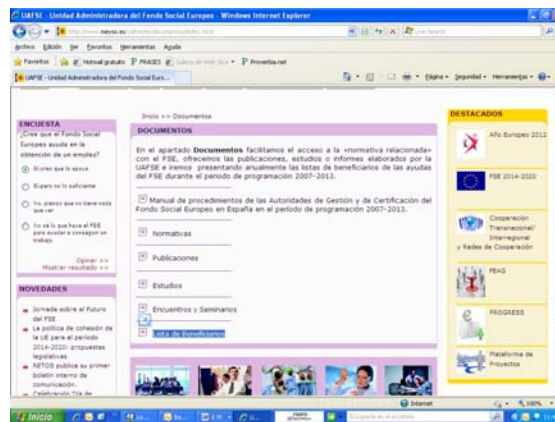 UAFSE - Unidad Administradora del Fondo Social Europeo - Windows Internet Explorer
Archivo Edición Ver Favoritos Herramientas Ayuda
Favoritos Hotmail gratuito PRASES Proverbia.net
UAFSE - Unidad Administradora del Fondo Social Euro...
Página Seguridad Herramientas
Inicio >> Documentos
ENCUESTA
¿Cree que el Fondo Social
Europeo ayuda en la
obtención de un empleo?
Sí creo que lo apoya
Sí pero no lo suficiente
No, pienso que no tiene nada
que ver
No sé lo que hace el FSE
para ayudar a conseguir un
trabajo
Opinar >>
Mostrar resultado >>
NOVEDADES
Jornada sobre el Futuro
del FSE
La política de cohesión de
la UE para el período
2014-2020: propuestas
legislativas
RETOS publica su primer
boletín interno de
comunicación.
Celebración Día de
DOCUMENTOS
En el apartado Documentos facilitamos el acceso a la «normativa relacionada»
con el FSE, ofrecemos las publicaciones, estudios o informes elaborados por la
UAFSE e iremos presentando anualmente las listas de beneficiarios de las ayudas
del FSE durante el período de programación 2007-2013.
Manual de procedimientos de las Autoridades de Gestión y de Certificación del
Fondo Social Europeo en España en el período de programación 2007-2013.
Normativas
Publicaciones
Estudios
Encuentros y Seminarios
Lista de Beneficiarios
DESTACADOS
Año Europeo 2012
FSE 2014-2020
Cooperación
Transnacional/
Interregional
y Redes de Cooperación
FEAG
PROGRESS
Plataforma de
Proyectos
Internet
100%
Inicio